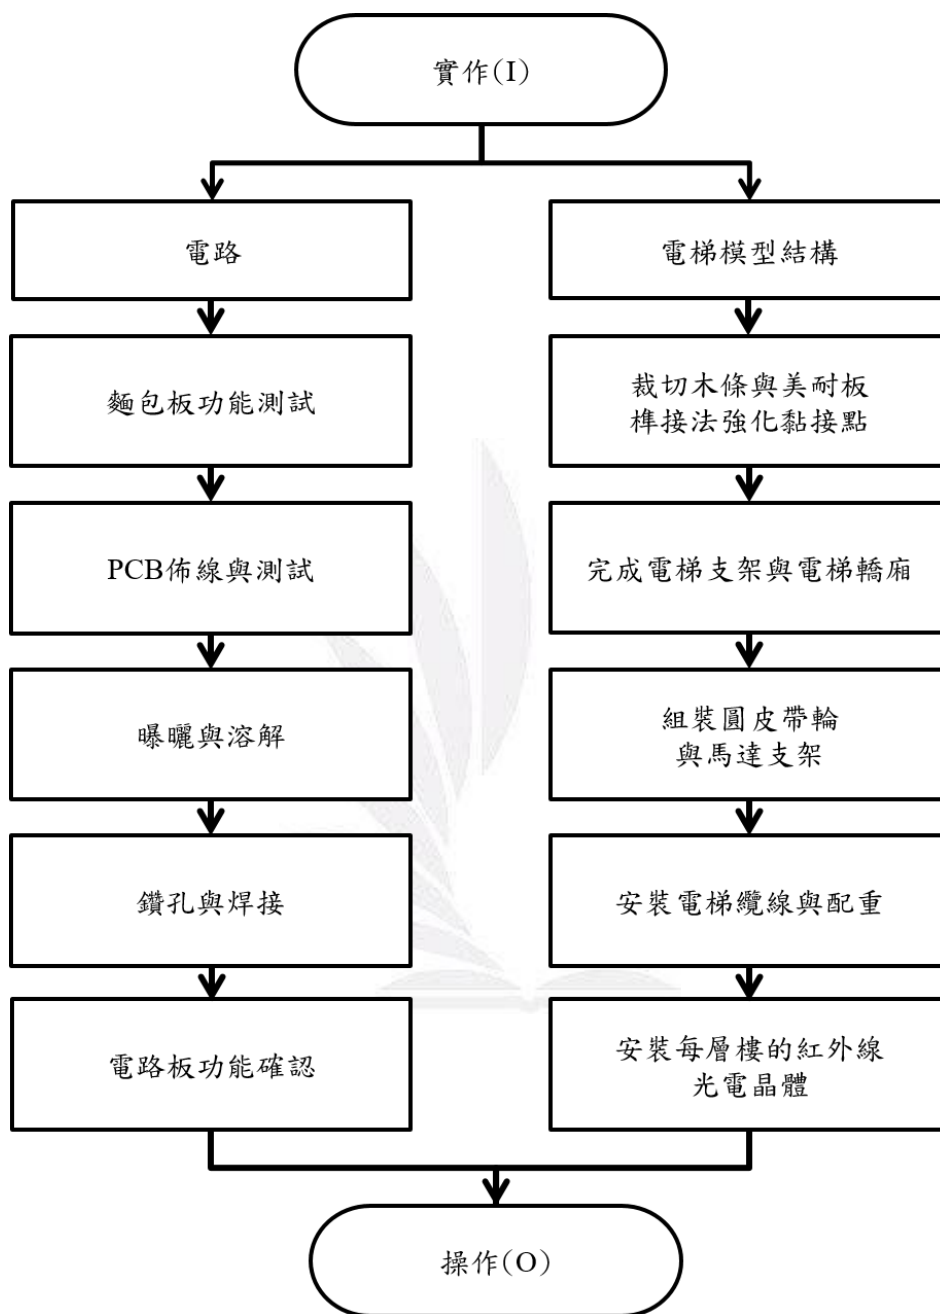 實作(I)
電路
麵包板功能測試
PCB佈線與測試
曝曬與溶解
鑽孔與焊接
電路板功能確認
電梯模型結構
裁切木條與美耐板
榫接法強化黏接點
完成電梯支架與電梯轎廂
組裝圓皮帶輪
與馬達支架
安裝電梯纜線與配重
安裝每層樓的紅外線
光電晶體
操作(O)